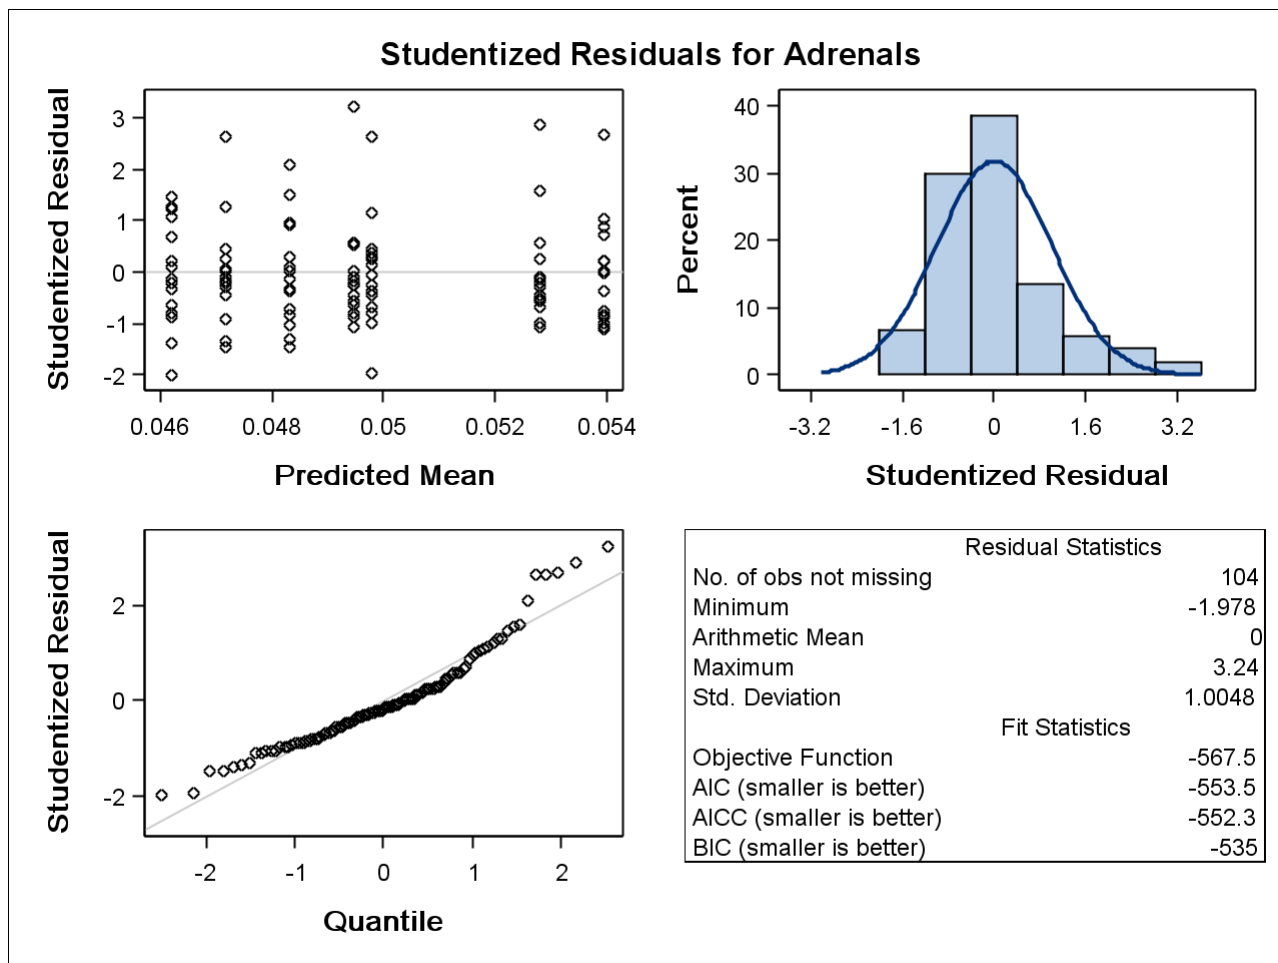 Studentized Residuals for Adrenals
Studentized Residual
3
2
1
0
-1
-2
0.046 0.048 0.05 0.052 0.054
Predicted Mean
Percent
40
30
20
10
0
-3.2 -1.6 0 1.6 3.2
Studentized Residual
Studentized Residual
2
0
-2
-2 -1 0 1 2
Quantile
Residual Statistics
No. of obs not missing 104
Minimum -1.978
Arithmetic Mean 0
Maximum 3.24
Std. Deviation 1.0048
Fit Statistics
Objective Function -567.5
AIC (smaller is better) -553.5
AICC (smaller is better) -552.3
BIC (smaller is better) -535